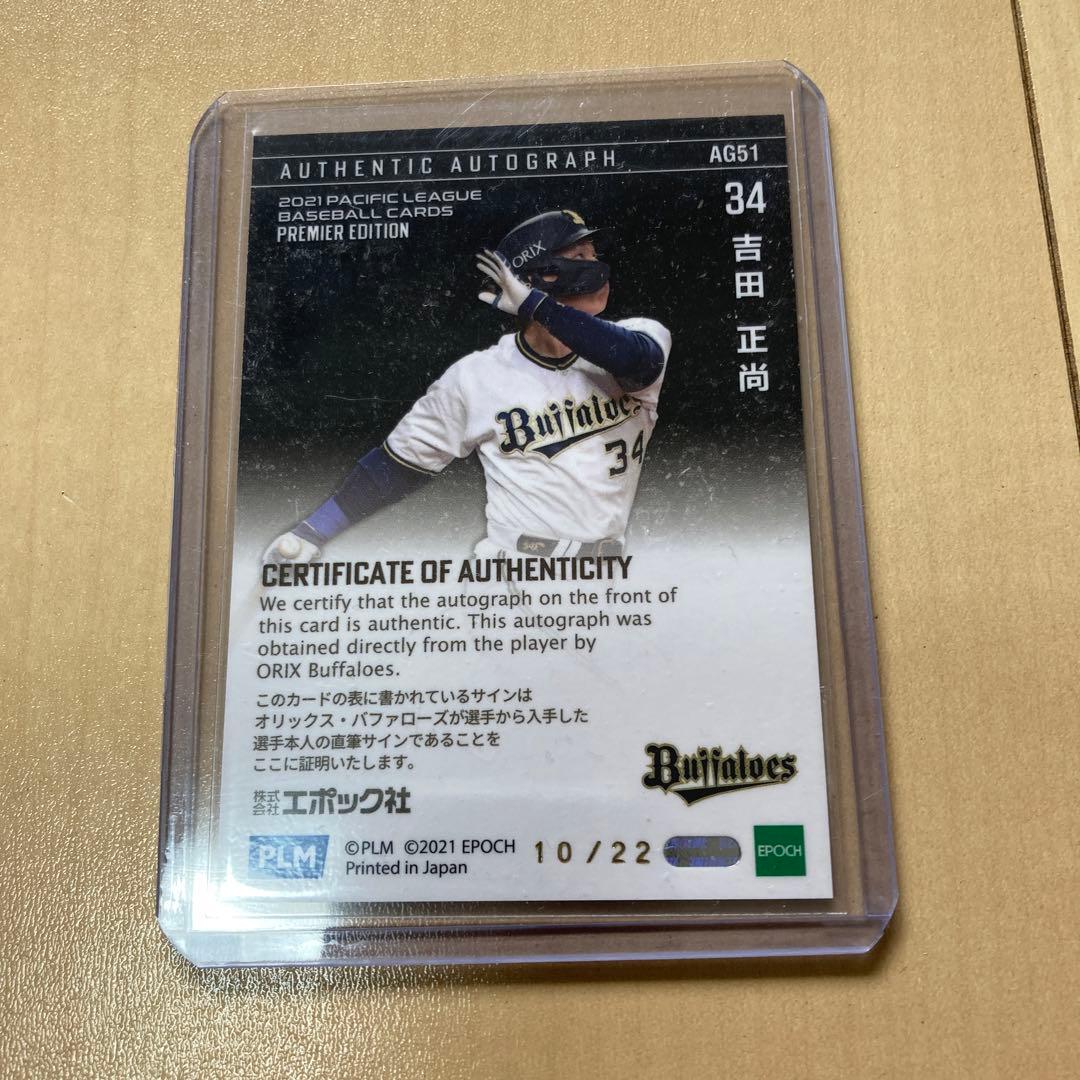 AUTHENTIC AUTOGRAPH
AG51
2021 PACIFIC LEAGUE
BASEBALL CARDS
PREMIER EDITION
34
吉田 正尚
ORIX
Buffaloes
34
CERTIFICATE OF AUTHENTICITY
We certify that the autograph on the front of
this card is authentic. This autograph was
obtained directly from the player by
ORIX Buffaloes.
このカードの表に書かれているサインは
オリックス・バファローズが選手から入手した
選手本人の直筆サインであることを
ここに証明いたします。
株式会社エポック社
Buffaloes
PLM
©PLM ©2021 EPOCH
Printed in Japan
10/22
EPOCH